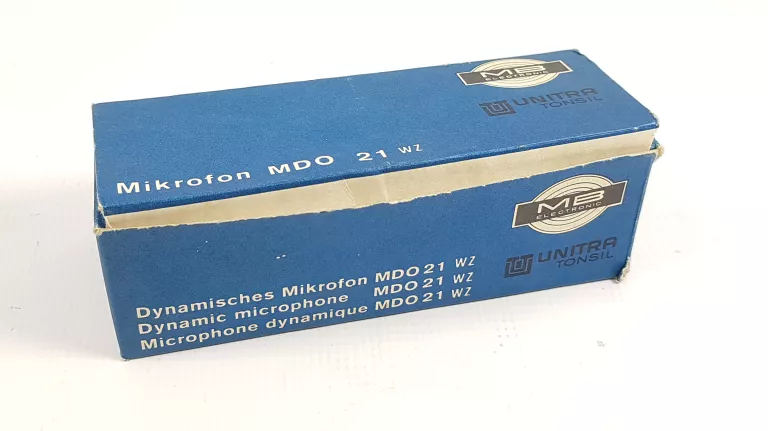 MB
ELECTRONIC
UNITRA
TONSIL
Mikrofon MDO 21 WZ
MB
ELECTRONIC
UNITRA
TONSIL
Dynamisches Mikrofon MDO 21 WZ
Dynamic microphone MDO 21 WZ
Microphone dynamique MDO 21 WZ